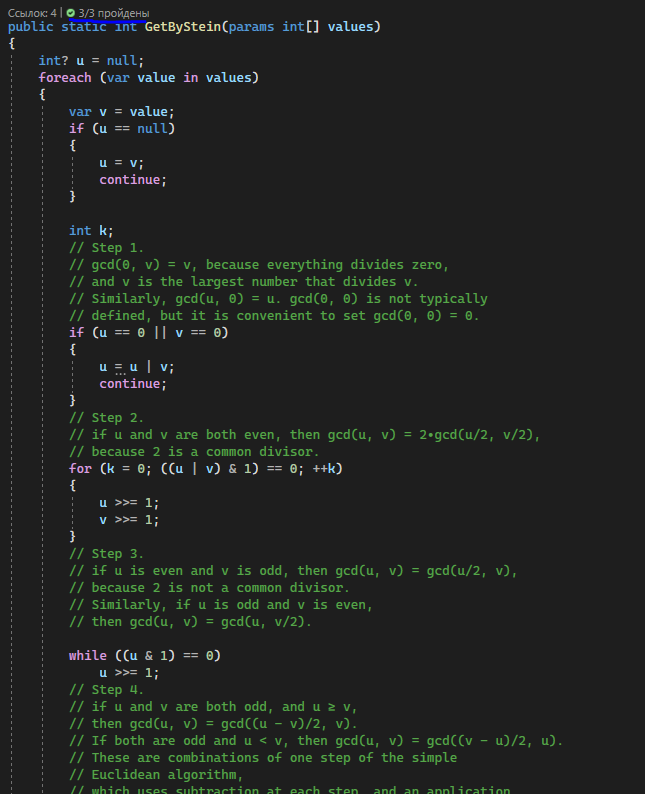 Ссылок: 4 | 3/3 пройдены
public static int GetByStein(params int[] values)
{
int? u = null;
foreach (var value in values)
{
var v = value;
if (u == null)
{
u = v;
continue;
}
int k;
// Step 1.
// gcd(0, v) = v, because everything divides zero,
// and v is the largest number that divides v.
// Similarly, gcd(u, 0) = u. gcd(0, 0) is not typically
// defined, but it is convenient to set gcd(0, 0) = 0.
if (u == 0 || v == 0)
{
u = u | v;
continue;
}
// Step 2.
// if u and v are both even, then gcd(u, v) = 2•gcd(u/2, v/2),
// because 2 is a common divisor.
for (k = 0; ((u | v) & 1) == 0; ++k)
{
u >>= 1;
v >>= 1;
}
// Step 3.
// if u is even and v is odd, then gcd(u, v) = gcd(u/2, v),
// because 2 is not a common divisor.
// Similarly, if u is odd and v is even,
// then gcd(u, v) = gcd(u, v/2).
while ((u & 1) == 0)
u >>= 1;
// Step 4.
// if u and v are both odd, and u ≥ v,
// then gcd(u, v) = gcd((u − v)/2, v).
// If both are odd and u < v, then gcd(u, v) = gcd((v − u)/2, u).
// These are combinations of one step of the simple
// Euclidean algorithm,
// which uses subtraction at each step, and an application